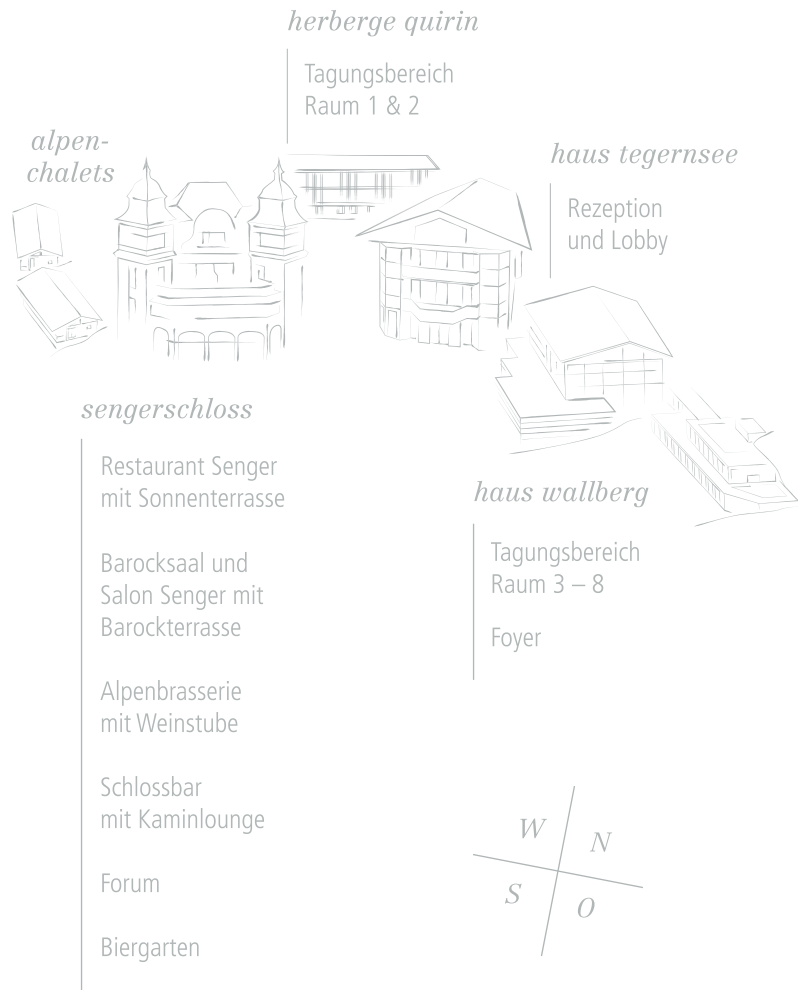 herberge quirin
Tagungsbereich
Raum 1 & 2
alpen-
chalets
haus tegernsee
Rezeption
und Lobby
sengerschloss
Restaurant Senger
mit Sonnenterrasse
Barocksaal und
Salon Senger mit
Barockterrasse
Alpenbrasserie
mit Weinstube
Schlossbar
mit Kaminlounge
Forum
Biergarten
haus wallberg
Tagungsbereich
Raum 3 – 8
Foyer
W N
S O